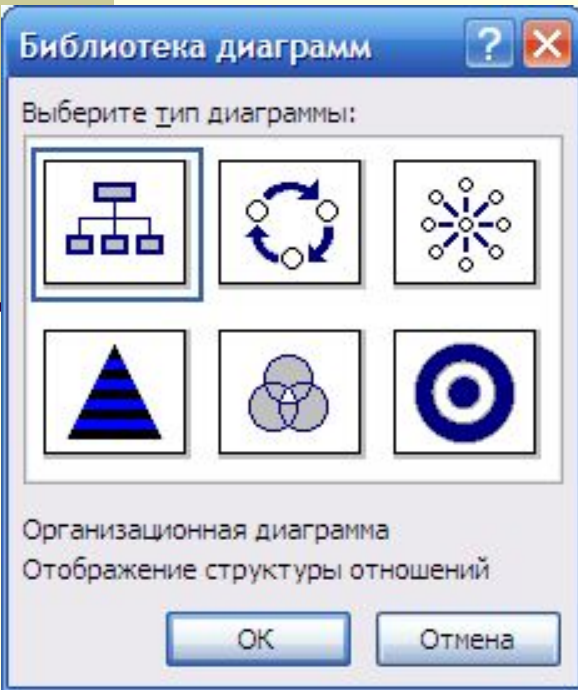 Библиотека диаграмм
Выберите тип диаграммы:
Организационная диаграмма
Отображение структуры отношений
ОК Отмена